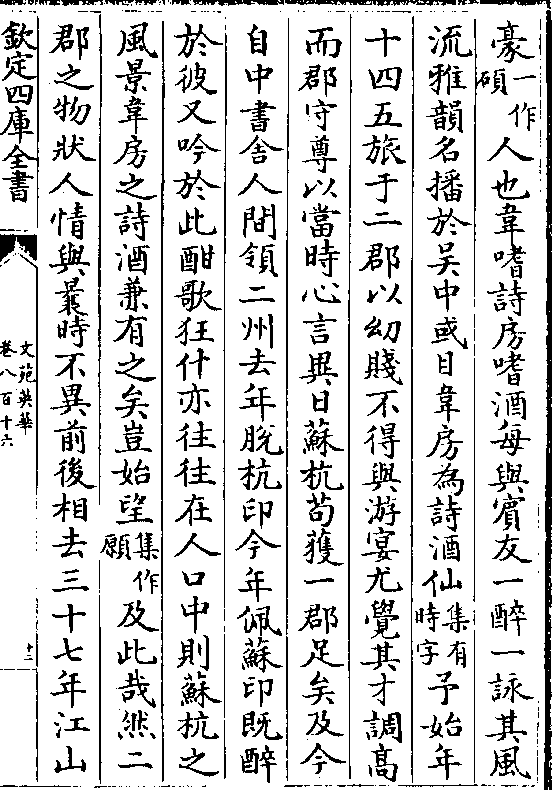 豪一作碩人也韋嗜詩房嗜酒每與賓友一醉一詠其風
流雅韻名播於吳中或目韋房為詩酒仙集有時字予始年
十四五旅于二郡以幼賤不得與游宴尤覺其才調高
而郡守尊以當時心言異日蘇杭苟獲一郡足矣及今
自中書舍人間領二州去年脫杭印今年佩蘇印既醉
於彼又吟於此酣歌狂什亦往往在人口中則蘇杭之
風景韋房之詩酒兼有之矣豈始望集作願及此哉然二
郡之物狀人情與曩時不異前後相去三十七年江山
欽定四庫全書
文苑英華
卷八百十六
十二